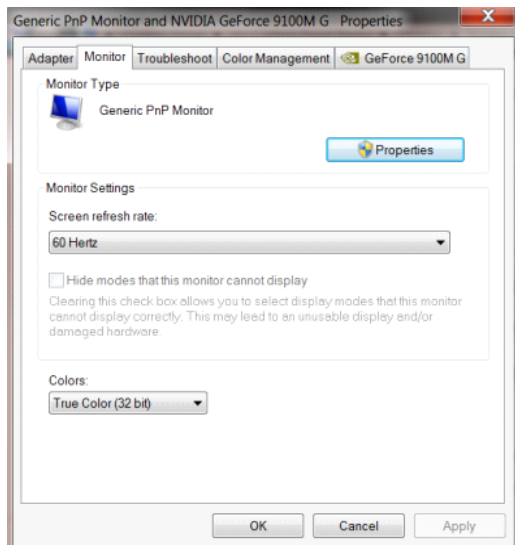 Generic PnP Monitor and NVIDIA GeForce 9100M G Properties
Adapter Monitor Troubleshoot Color Management GeForce 9100M G
Monitor Type
Generic PnP Monitor
Properties
Monitor Settings
Screen refresh rate:
60 Hertz
Hide modes that this monitor cannot display
Clearing this check box allows you to select display modes that this monitor
cannot display correctly. This may lead to an unusable display and/or
damaged hardware.
Colors:
True Color (32 bit)
OK Cancel Apply